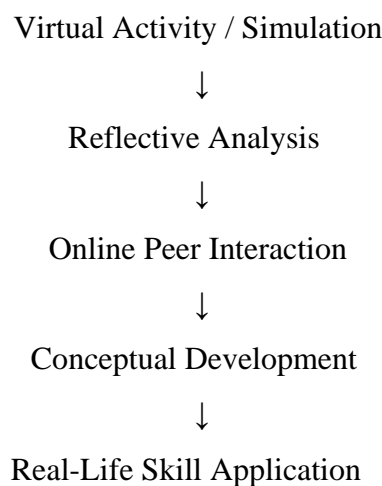 Virtual Activity / Simulation
↓
Reflective Analysis
↓
Online Peer Interaction
↓
Conceptual Development
↓
Real-Life Skill Application